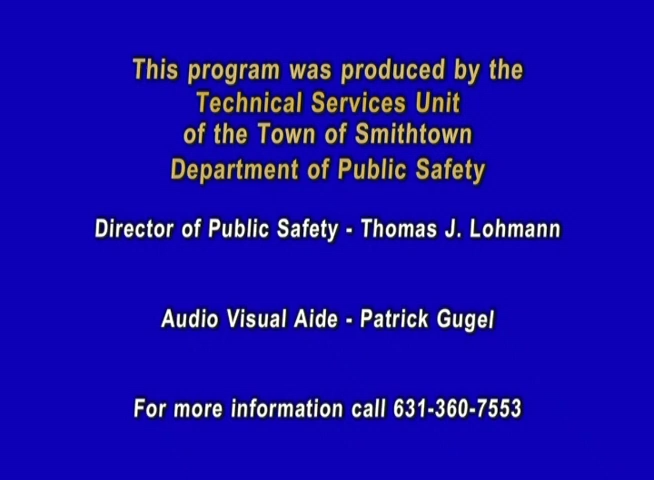 This program was produced by the
Technical Services Unit
of the Town of Smithtown
Department of Public Safety
Director of Public Safety - Thomas J. Lohmann
Audio Visual Aide - Patrick Gugel
For more information call 631-360-7553